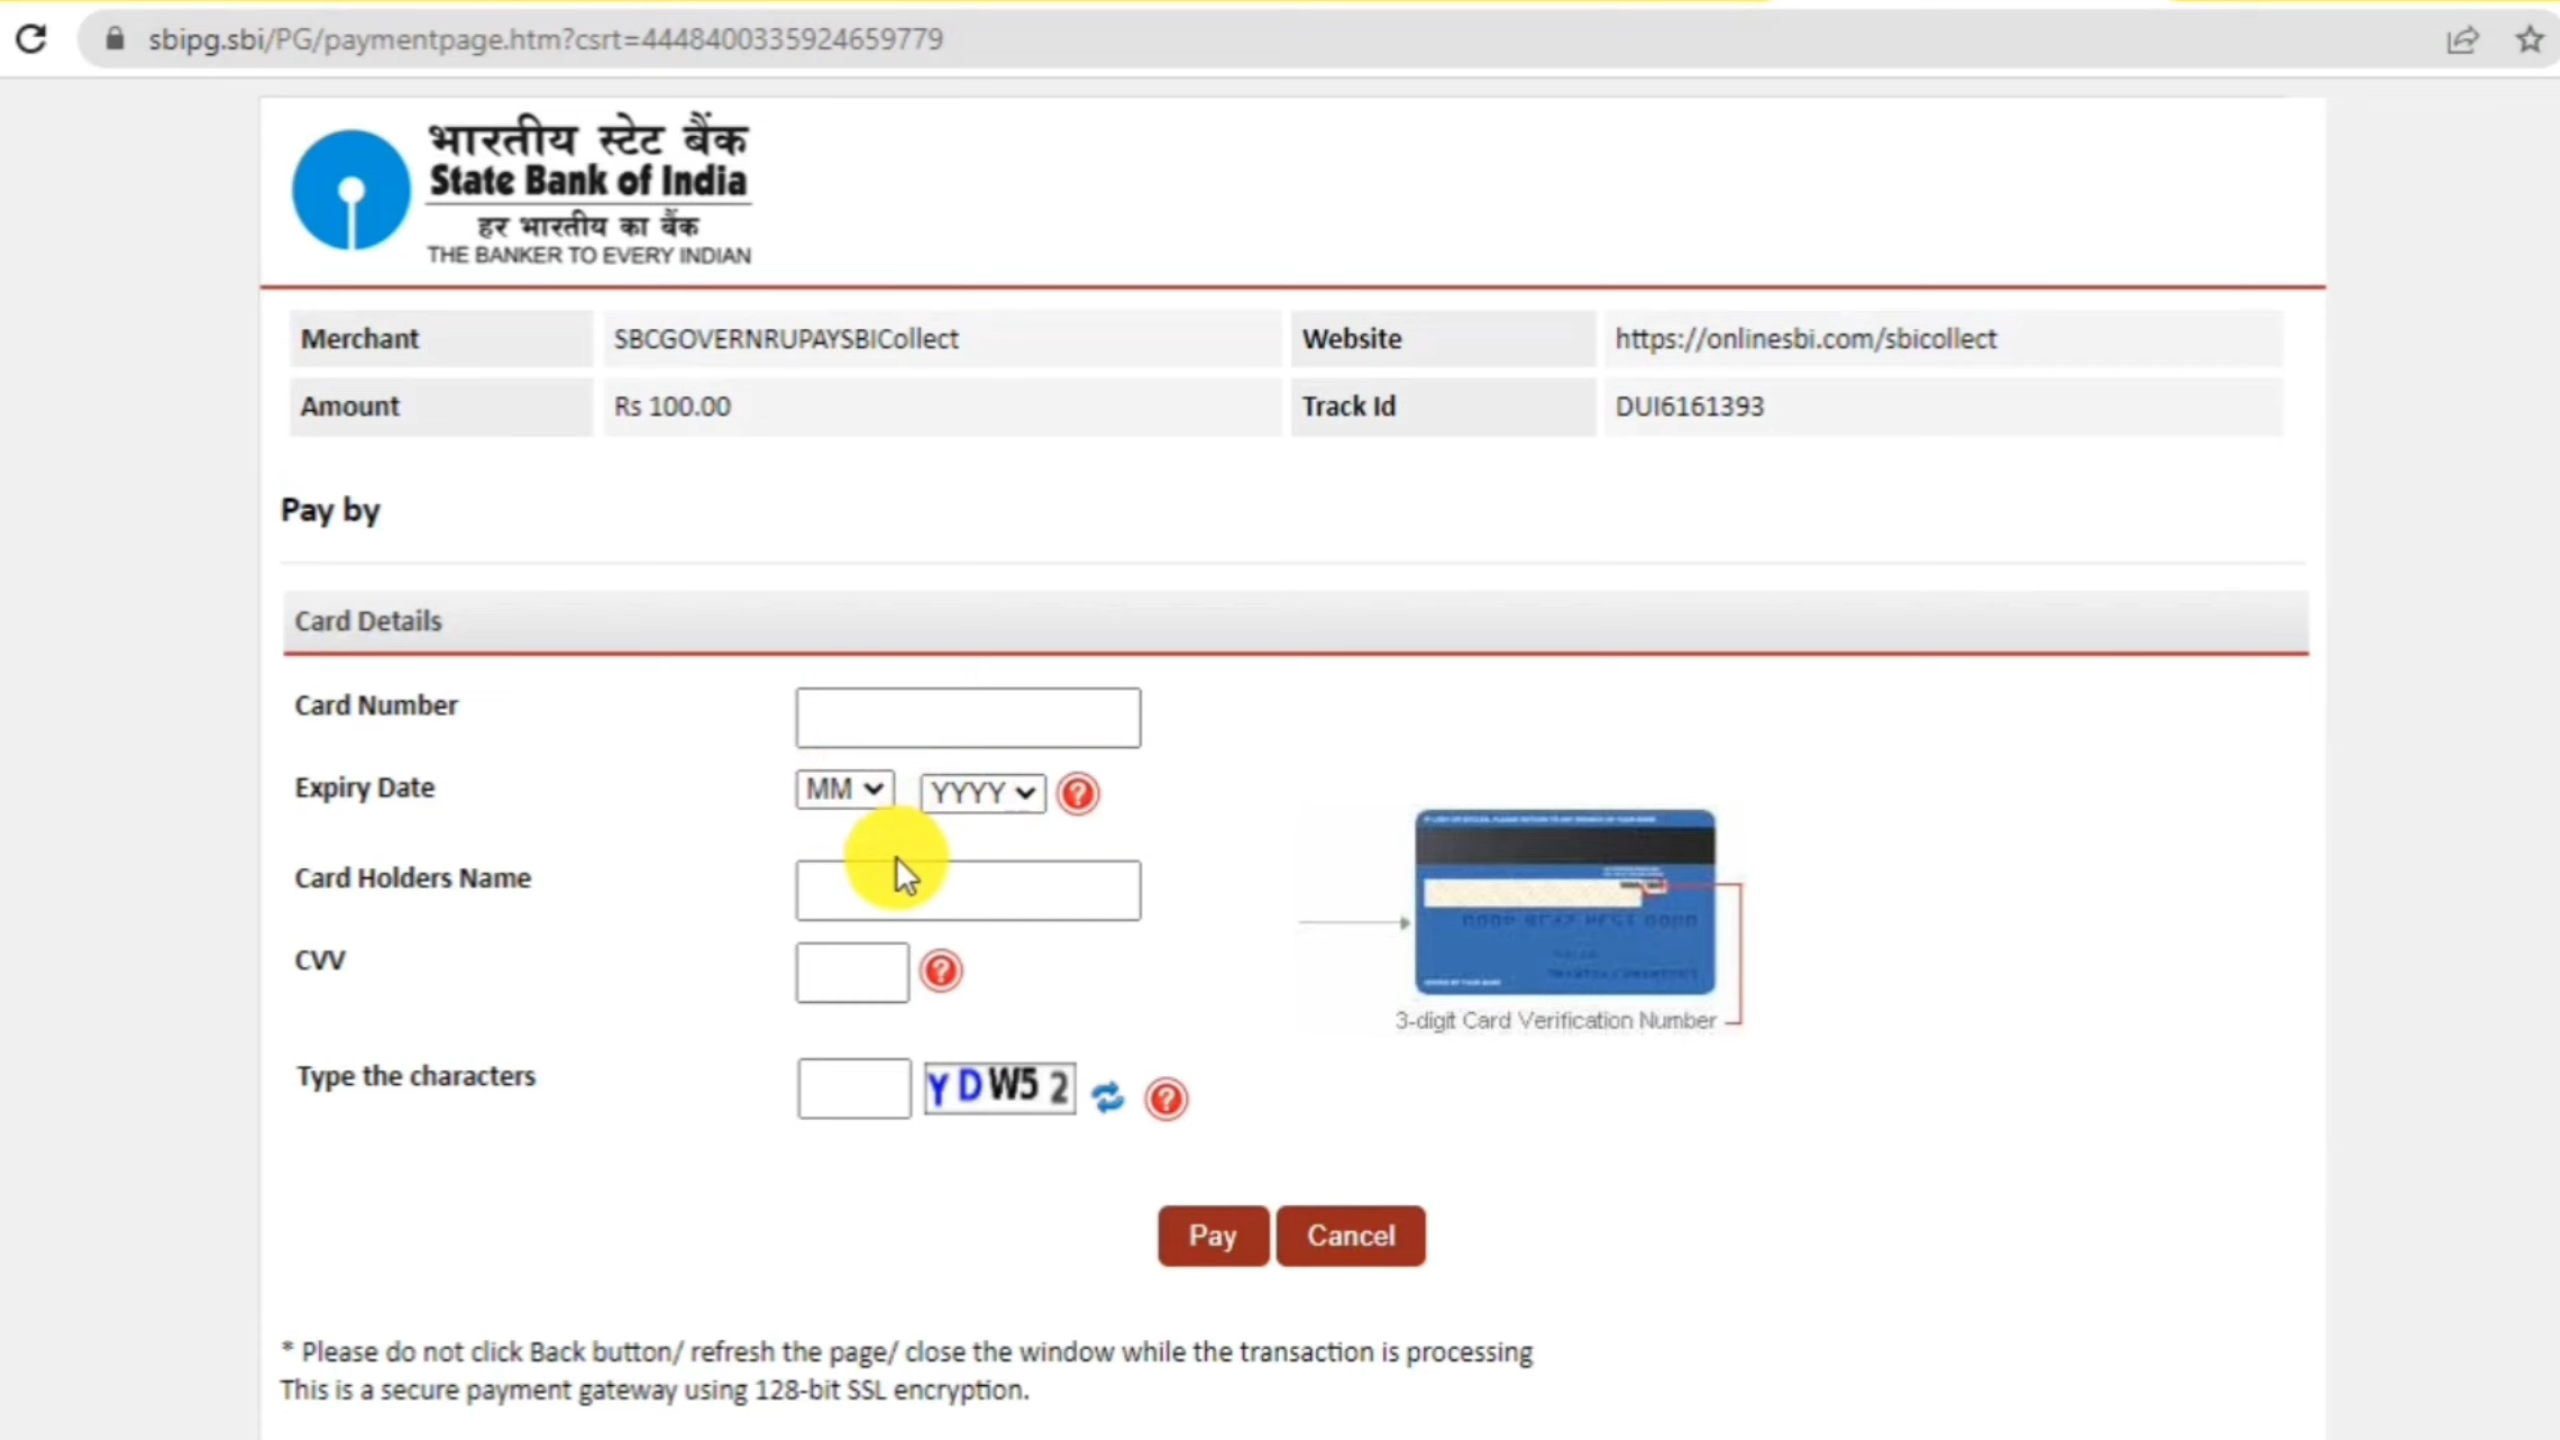 sbipg.sbi/PG/paymentpage.htm?csrt=4448400335924659779
भारतीय स्टेट बैंक
State Bank of India
हर भारतीय का बैंक
THE BANKER TO EVERY INDIAN
Merchant SBCGOVERNRUPAYSBICollect Website https://onlinesbi.com/sbicollect
Amount Rs 100.00 Track Id DUI6161393
Pay by
Card Details
Card Number
Expiry Date MM YYYY ?
Card Holders Name
CVV ?
3-digit Card Verification Number
Type the characters YDW52 ?
Pay Cancel
* Please do not click Back button/ refresh the page/ close the window while the transaction is processing
This is a secure payment gateway using 128-bit SSL encryption.